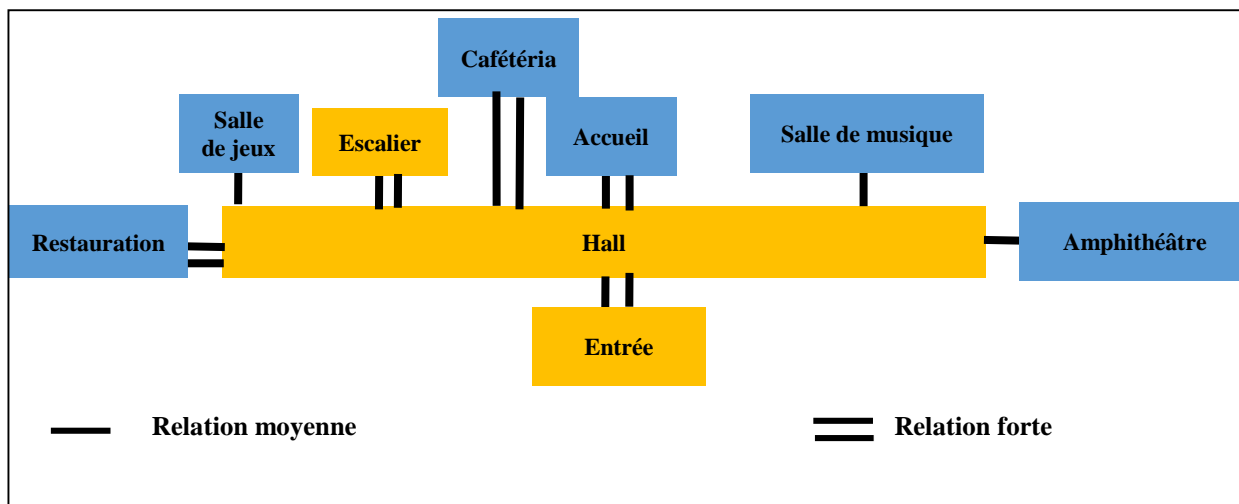 Cafétéria
Salle
de jeux
Escalier
Accueil
Salle de musique
Restauration
Hall
Amphithéâtre
Entrée
Relation moyenne
Relation forte